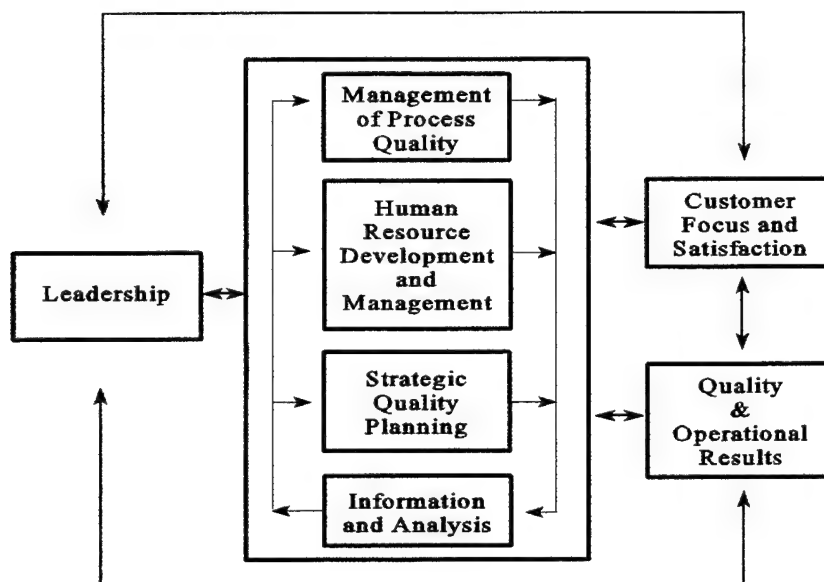 Management
of Process
Quality
Human
Resource
Development
and
Management
Strategic
Quality
Planning
Information
and Analysis
Leadership
Customer
Focus and
Satisfaction
Quality
&
Operational
Results